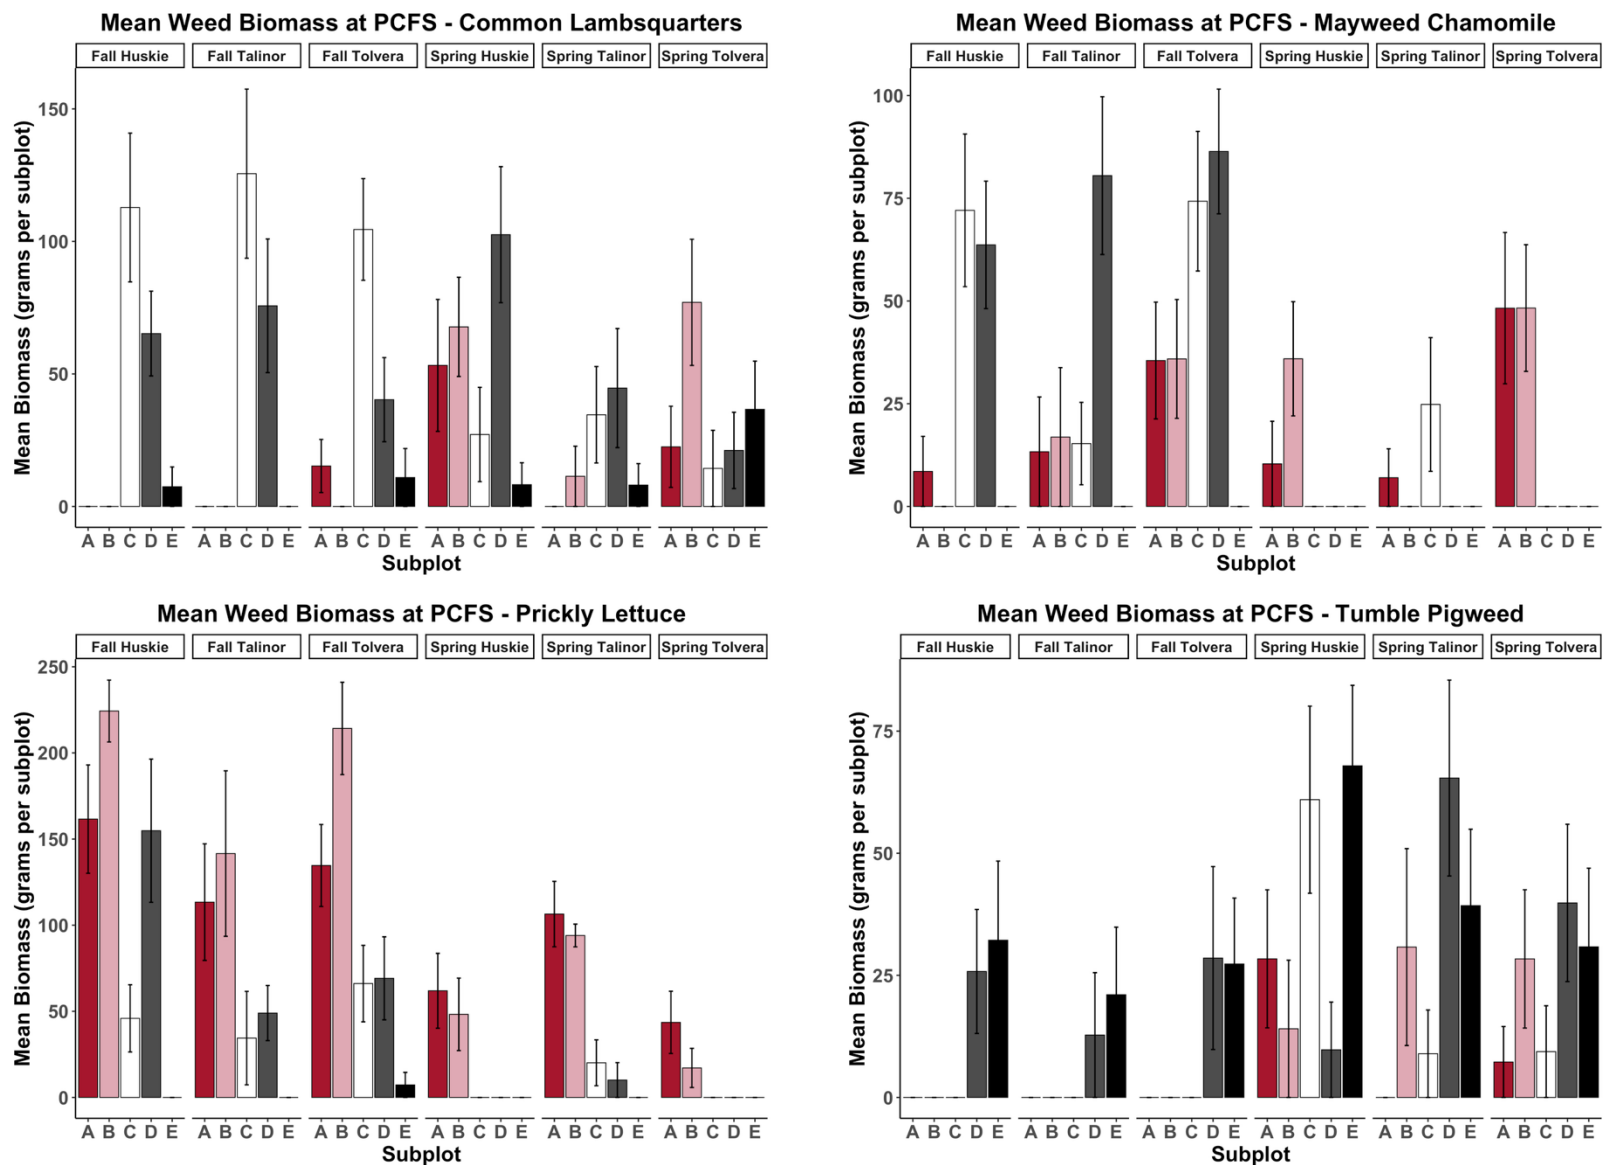 Mean Weed Biomass at PCFS - Common Lambsquarters
Fall Huskie Fall Talinor Fall Tolvera Spring Huskie Spring Talinor Spring Tolvera
Mean Biomass (grams per subplot)
150
100
50
0
A B C D E A B C D E A B C D E A B C D E A B C D E A B C D E
Subplot
Mean Weed Biomass at PCFS - Mayweed Chamomile
Fall Huskie Fall Talinor Fall Tolvera Spring Huskie Spring Talinor Spring Tolvera
Mean Biomass (grams per subplot)
100
75
50
25
0
A B C D E A B C D E A B C D E A B C D E A B C D E A B C D E
Subplot
Mean Weed Biomass at PCFS - Prickly Lettuce
Fall Huskie Fall Talinor Fall Tolvera Spring Huskie Spring Talinor Spring Tolvera
Mean Biomass (grams per subplot)
250
200
150
100
50
0
A B C D E A B C D E A B C D E A B C D E A B C D E A B C D E
Subplot
Mean Weed Biomass at PCFS - Tumble Pigweed
Fall Huskie Fall Talinor Fall Tolvera Spring Huskie Spring Talinor Spring Tolvera
Mean Biomass (grams per subplot)
75
50
25
0
A B C D E A B C D E A B C D E A B C D E A B C D E A B C D E
Subplot